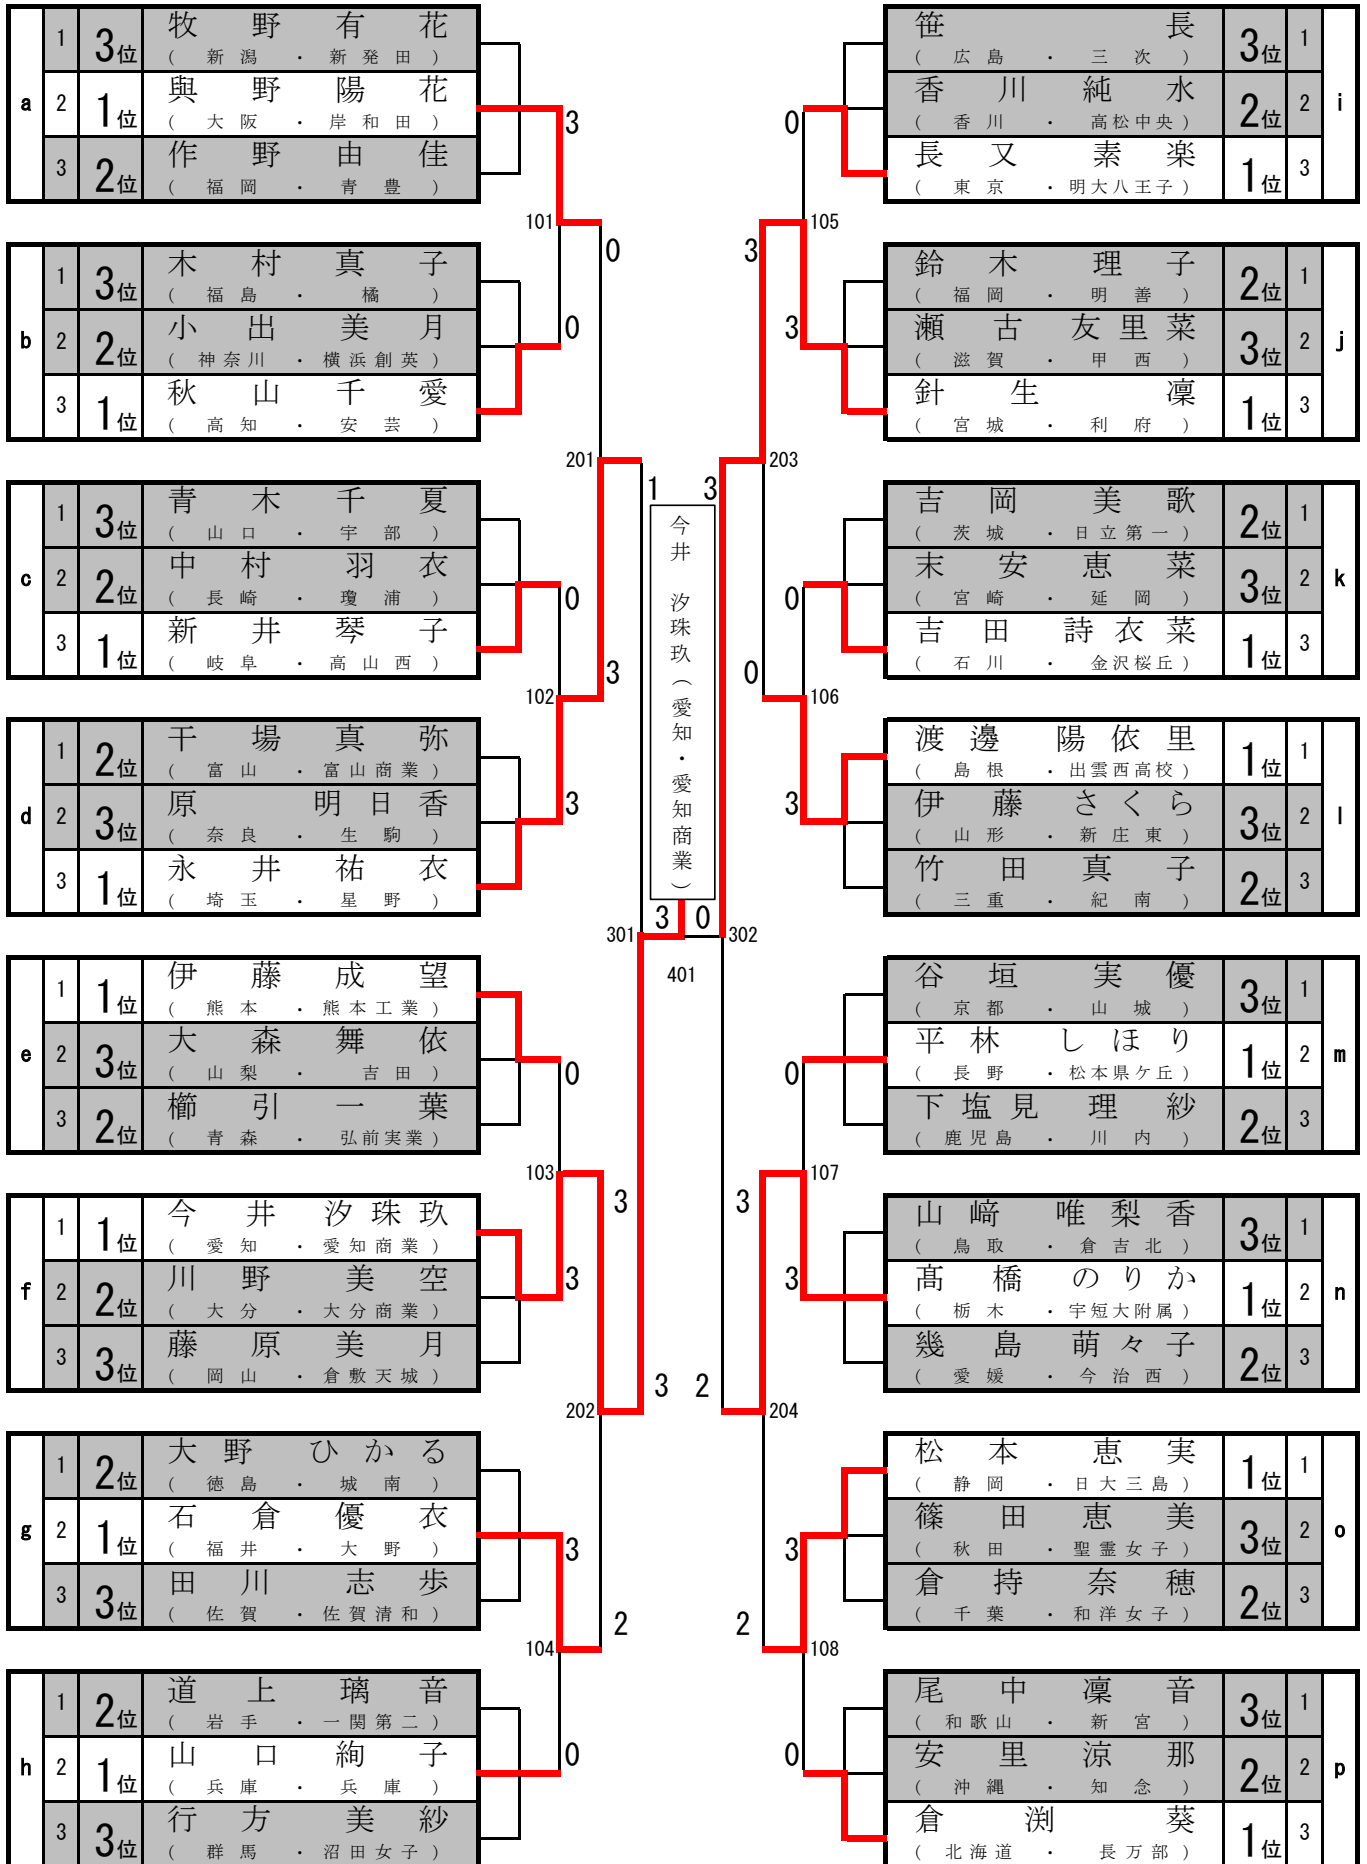 a
1 3位 牧野有花
(新潟・新発田)
2 1位 與野陽花
(大阪・岸和田)
3 2位 作野由佳
(福岡・青豊)
3
101
0
b
1 3位 木村真子
(福島・橘)
2 2位 小出美月
(神奈川・横浜創英)
3 1位 秋山千愛
(高知・安芸)
0
201
c
1 3位 青木千夏
(山口・宇部)
2 2位 中村羽衣
(長崎・瓊浦)
3 1位 新井琴子
(岐阜・高山西)
0
102
3
d
1 2位 干場真弥
(富山・富山商業)
2 3位 原明日香
(奈良・生駒)
3 1位 永井祐衣
(埼玉・星野)
3
301
e
1 1位 伊藤成望
(熊本・熊本工業)
2 3位 大森舞依
(山梨・吉田)
3 2位 櫛引一葉
(青森・弘前実業)
0
103
3
f
1 1位 今井汐珠玖
(愛知・愛知商業)
2 2位 川野美空
(大分・大分商業)
3 3位 藤原美月
(岡山・倉敷天城)
3
202
g
1 2位 大野ひかる
(徳島・城南)
2 1位 石倉優衣
(福井・大野)
3 3位 田川志歩
(佐賀・佐賀清和)
3
104
2
h
1 2位 道上璃音
(岩手・一関第二)
2 1位 山口絢子
(兵庫・兵庫)
3 3位 行方美紗
(群馬・沼田女子)
0
1 3
今井 汐珠玖(愛知・愛知商業)
3 0
401
3 2
笹長 3位 1
(広島・三次)
香川純水 2位 2
(香川・高松中央)
長又素楽 1位 3
(東京・明大八王子)
i
0
105
3
鈴木理子 2位 1
(福岡・明善)
瀬古友里菜 3位 2
(滋賀・甲西)
針生凜 1位 3
(宮城・利府)
j
3
203
吉岡美歌 2位 1
(茨城・日立第一)
末安恵菜 3位 2
(宮崎・延岡)
吉田詩衣菜 1位 3
(石川・金沢桜丘)
k
0
106
0
渡邊陽依里 1位 1
(島根・出雲西高校)
伊藤さくら 3位 2
(山形・新庄東)
竹田真子 2位 3
(三重・紀南)
l
3
302
谷垣実優 3位 1
(京都・山城)
平林しほり 1位 2
(長野・松本県ケ丘)
下塩見理紗 2位 3
(鹿児島・川内)
m
0
107
3
山﨑唯梨香 3位 1
(鳥取・倉吉北)
髙橋のりか 1位 2
(栃木・宇短大附属)
幾島萌々子 2位 3
(愛媛・今治西)
n
3
204
松本恵実 1位 1
(静岡・日大三島)
篠田恵美 3位 2
(秋田・聖霊女子)
倉持奈穂 2位 3
(千葉・和洋女子)
o
3
108
2
尾中凜音 3位 1
(和歌山・新宮)
安里涼那 2位 2
(沖縄・知念)
倉渕葵 1位 3
(北海道・長万部)
p
0